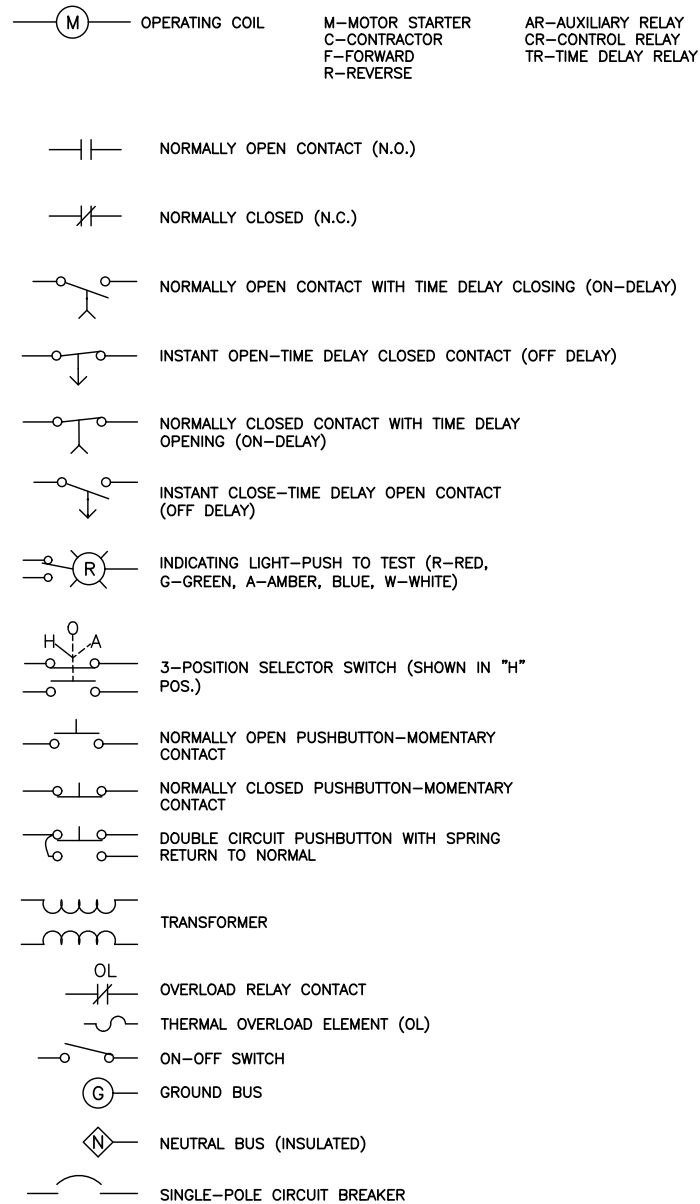 M OPERATING COIL M–MOTOR STARTER AR–AUXILIARY RELAY
C–CONTRACTOR CR–CONTROL RELAY
F–FORWARD TR–TIME DELAY RELAY
R–REVERSE
NORMALLY OPEN CONTACT (N.O.)
NORMALLY CLOSED (N.C.)
NORMALLY OPEN CONTACT WITH TIME DELAY CLOSING (ON–DELAY)
INSTANT OPEN–TIME DELAY CLOSED CONTACT (OFF DELAY)
NORMALLY CLOSED CONTACT WITH TIME DELAY
OPENING (ON–DELAY)
INSTANT CLOSE–TIME DELAY OPEN CONTACT
(OFF DELAY)
R INDICATING LIGHT–PUSH TO TEST (R–RED,
G–GREEN, A–AMBER, BLUE, W–WHITE)
O
H A
3–POSITION SELECTOR SWITCH (SHOWN IN "H"
POS.)
NORMALLY OPEN PUSHBUTTON–MOMENTARY
CONTACT
NORMALLY CLOSED PUSHBUTTON–MOMENTARY
CONTACT
DOUBLE CIRCUIT PUSHBUTTON WITH SPRING
RETURN TO NORMAL
TRANSFORMER
OL
OVERLOAD RELAY CONTACT
THERMAL OVERLOAD ELEMENT (OL)
ON–OFF SWITCH
G GROUND BUS
N NEUTRAL BUS (INSULATED)
SINGLE–POLE CIRCUIT BREAKER